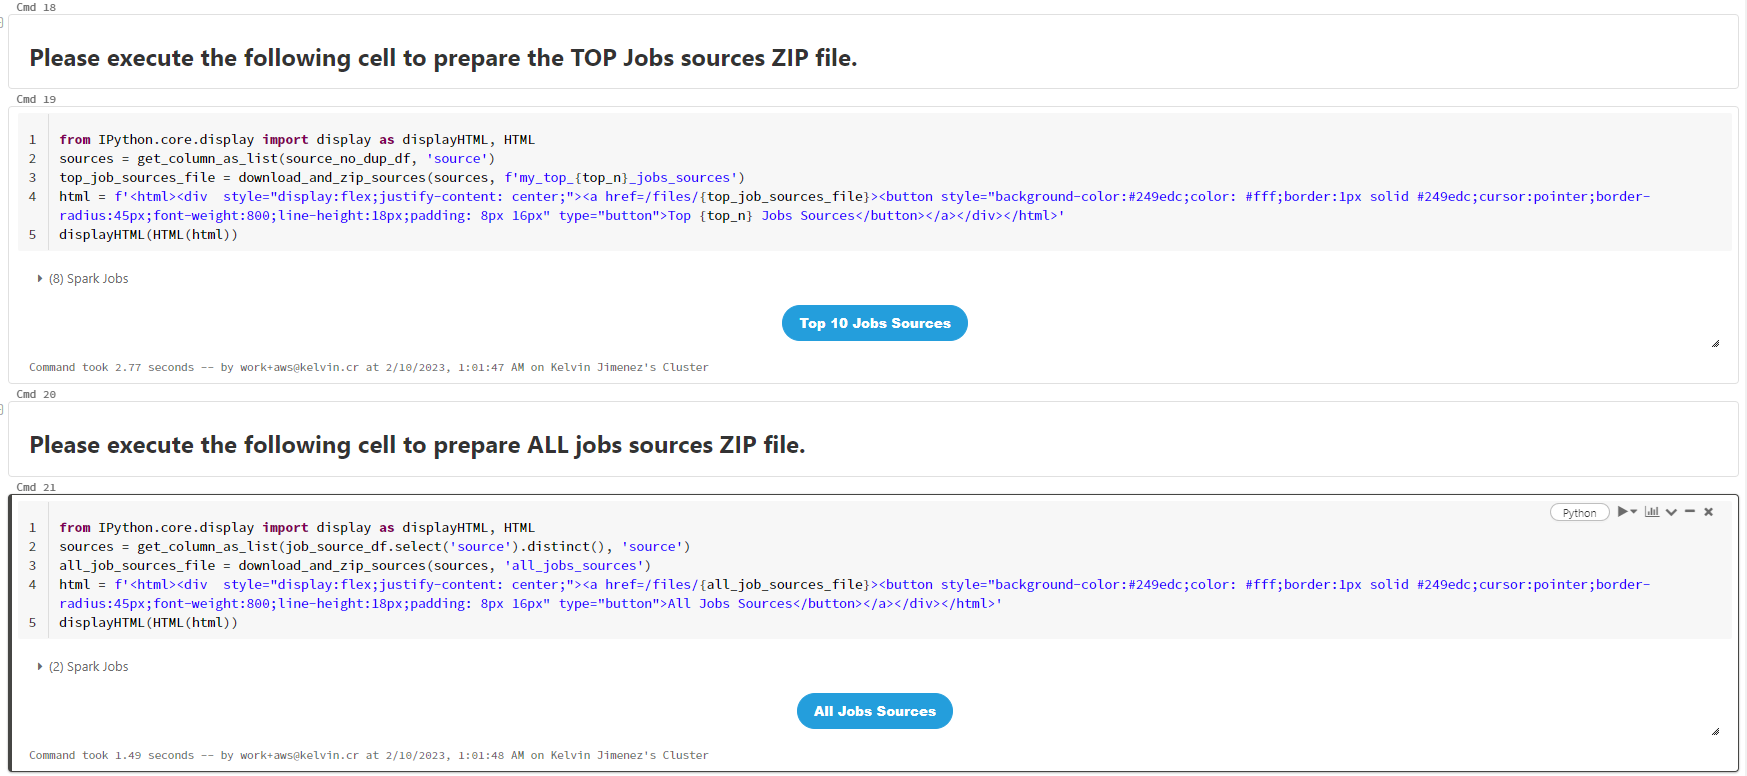 Cmd 18
Please execute the following cell to prepare the TOP Jobs sources ZIP file.
Cmd 19
1 from IPython.core.display import display as displayHTML, HTML
2 sources = get_column_as_list(source_no_dup_df, 'source')
3 top_job_sources_file = download_and_zip_sources(sources, f'my_top_{top_n}_jobs_sources')
4 html = f'<html><div  style="display:flex;justify-content: center;"><a href=/files/{top_job_sources_file}><button style="background-color:#249edc;color: #fff;border:1px solid #249edc;cursor:pointer;border-
radius:45px;font-weight:800;line-height:18px;padding: 8px 16px" type="button">Top {top_n} Jobs Sources</button></a></div></html>'
5 displayHTML(HTML(html))
(8) Spark Jobs
Top 10 Jobs Sources
Command took 2.77 seconds -- by work+aws@kelvin.cr at 2/10/2023, 1:01:47 AM on Kelvin Jimenez's Cluster
Cmd 20
Please execute the following cell to prepare ALL jobs sources ZIP file.
Cmd 21
Python
1 from IPython.core.display import display as displayHTML, HTML
2 sources = get_column_as_list(job_source_df.select('source').distinct(), 'source')
3 all_job_sources_file = download_and_zip_sources(sources, 'all_jobs_sources')
4 html = f'<html><div  style="display:flex;justify-content: center;"><a href=/files/{all_job_sources_file}><button style="background-color:#249edc;color: #fff;border:1px solid #249edc;cursor:pointer;border-
radius:45px;font-weight:800;line-height:18px;padding: 8px 16px" type="button">All Jobs Sources</button></a></div></html>'
5 displayHTML(HTML(html))
(2) Spark Jobs
All Jobs Sources
Command took 1.49 seconds -- by work+aws@kelvin.cr at 2/10/2023, 1:01:48 AM on Kelvin Jimenez's Cluster